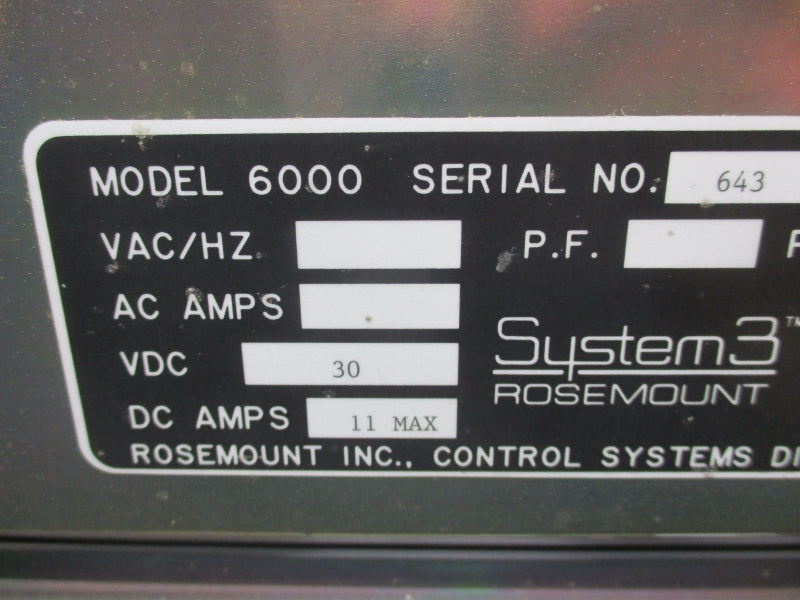 MODEL 6000 SERIAL NO. 643
VAC/HZ P.F.
AC AMPS
VDC 30
System3™
ROSEMOUNT
DC AMPS 11 MAX
ROSEMOUNT INC., CONTROL SYSTEMS